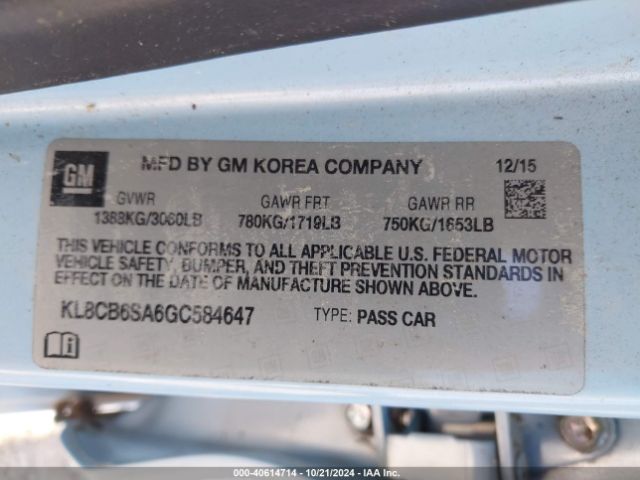 GM
MFD BY GM KOREA COMPANY 12/15
GVWR GAWR FRT GAWR RR
1388KG/3060LB 780KG/1719LB 750KG/1653LB
THIS VEHICLE CONFORMS TO ALL APPLICABLE U.S. FEDERAL MOTOR
VEHICLE SAFETY, BUMPER, AND THEFT PREVENTION STANDARDS IN
EFFECT ON THE DATE OF MANUFACTURE SHOWN ABOVE.
KL8CB6SA6GC584647 TYPE: PASS CAR
000-40614714 | 10/21/2024 | IAA Inc.